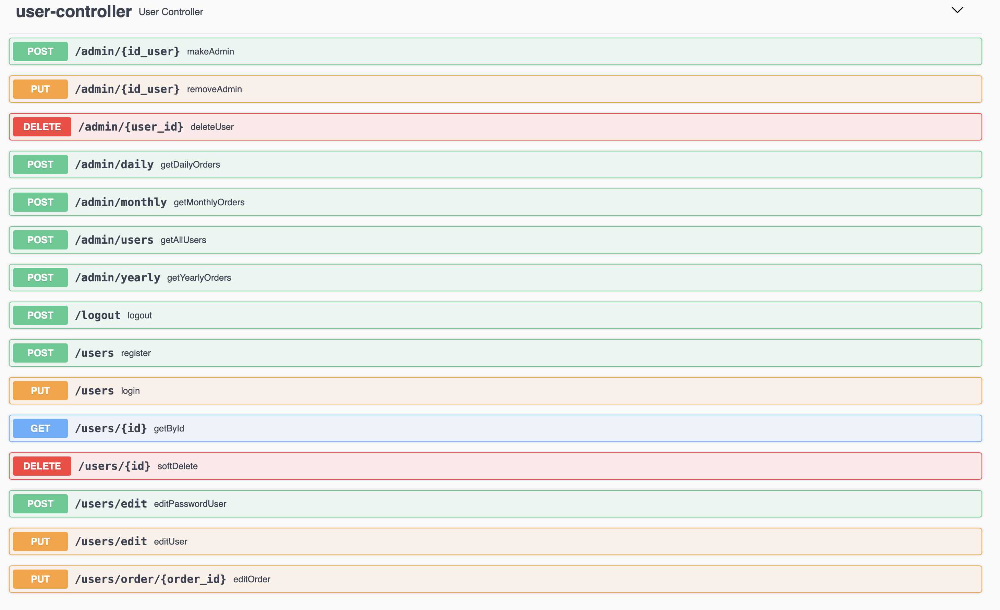 user-controller User Controller
POST /admin/{id_user} makeAdmin
PUT /admin/{id_user} removeAdmin
DELETE /admin/{user_id} deleteUser
POST /admin/daily getDailyOrders
POST /admin/monthly getMonthlyOrders
POST /admin/users getAllUsers
POST /admin/yearly getYearlyOrders
POST /logout logout
POST /users register
PUT /users login
GET /users/{id} getById
DELETE /users/{id} softDelete
POST /users/edit editPasswordUser
PUT /users/edit editUser
PUT /users/order/{order_id} editOrder